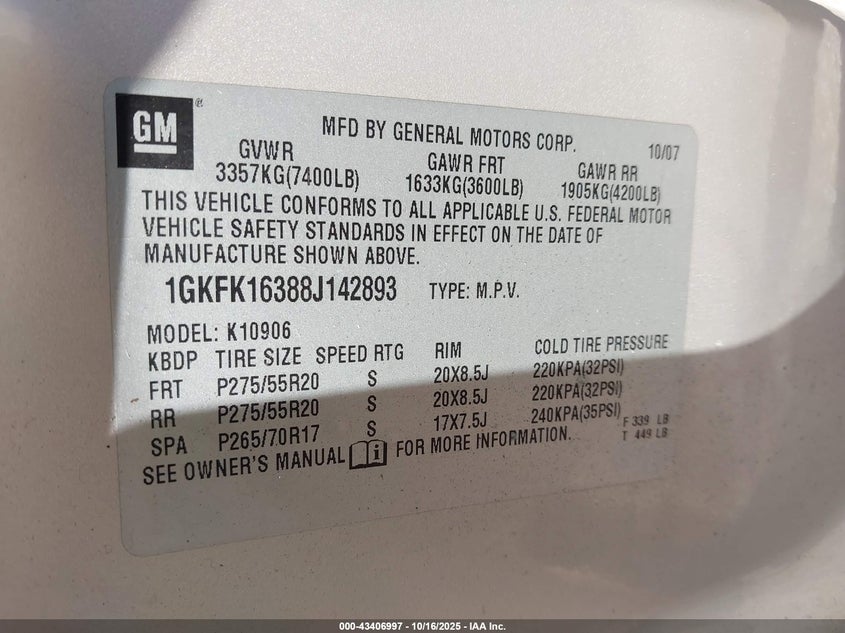 GM ®
MFD BY GENERAL MOTORS CORP. 10/07
GVWR GAWR FRT GAWR RR
3357KG(7400LB) 1633KG(3600LB) 1905KG(4200LB)
THIS VEHICLE CONFORMS TO ALL APPLICABLE U.S. FEDERAL MOTOR
VEHICLE SAFETY STANDARDS IN EFFECT ON THE DATE OF
MANUFACTURE SHOWN ABOVE.
1GKFK16388J142893 TYPE: M.P.V.
MODEL: K10906
KBDP TIRE SIZE SPEED RTG RIM COLD TIRE PRESSURE
FRT P275/55R20 S 20X8.5J 220KPA(32PSI)
RR P275/55R20 S 20X8.5J 220KPA(32PSI)
SPA P265/70R17 S 17X7.5J 240KPA(35PSI) F 339 LB
T 449 LB
SEE OWNER'S MANUAL FOR MORE INFORMATION.
000-43406997 - 10/16/2025 - IAA Inc.